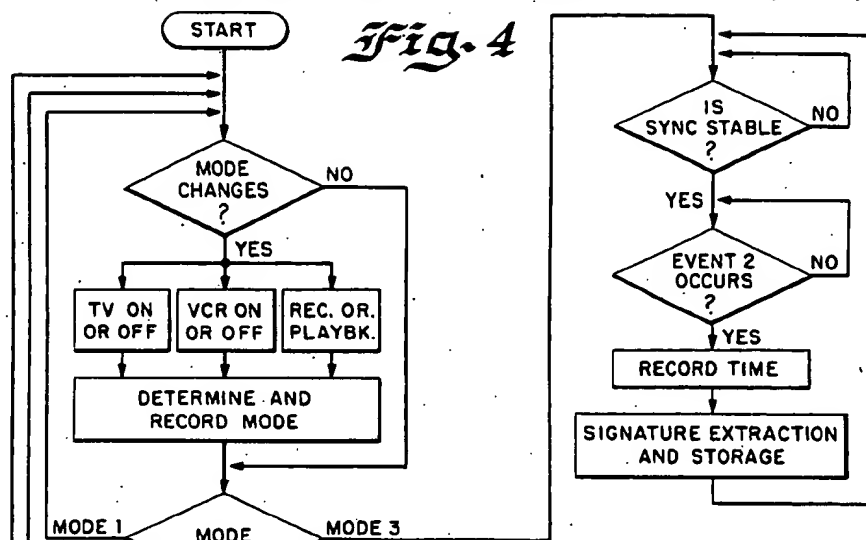 START
Fig. 4
MODE
CHANGES
?
NO
YES
TV ON
OR OFF
VCR ON
OR OFF
REC. OR.
PLAYBK.
DETERMINE AND
RECORD MODE
MODE 1
MODE
MODE 3
IS
SYNC STABLE
?
NO
YES
EVENT 2
OCCURS
?
NO
YES
RECORD TIME
SIGNATURE EXTRACTION
AND STORAGE